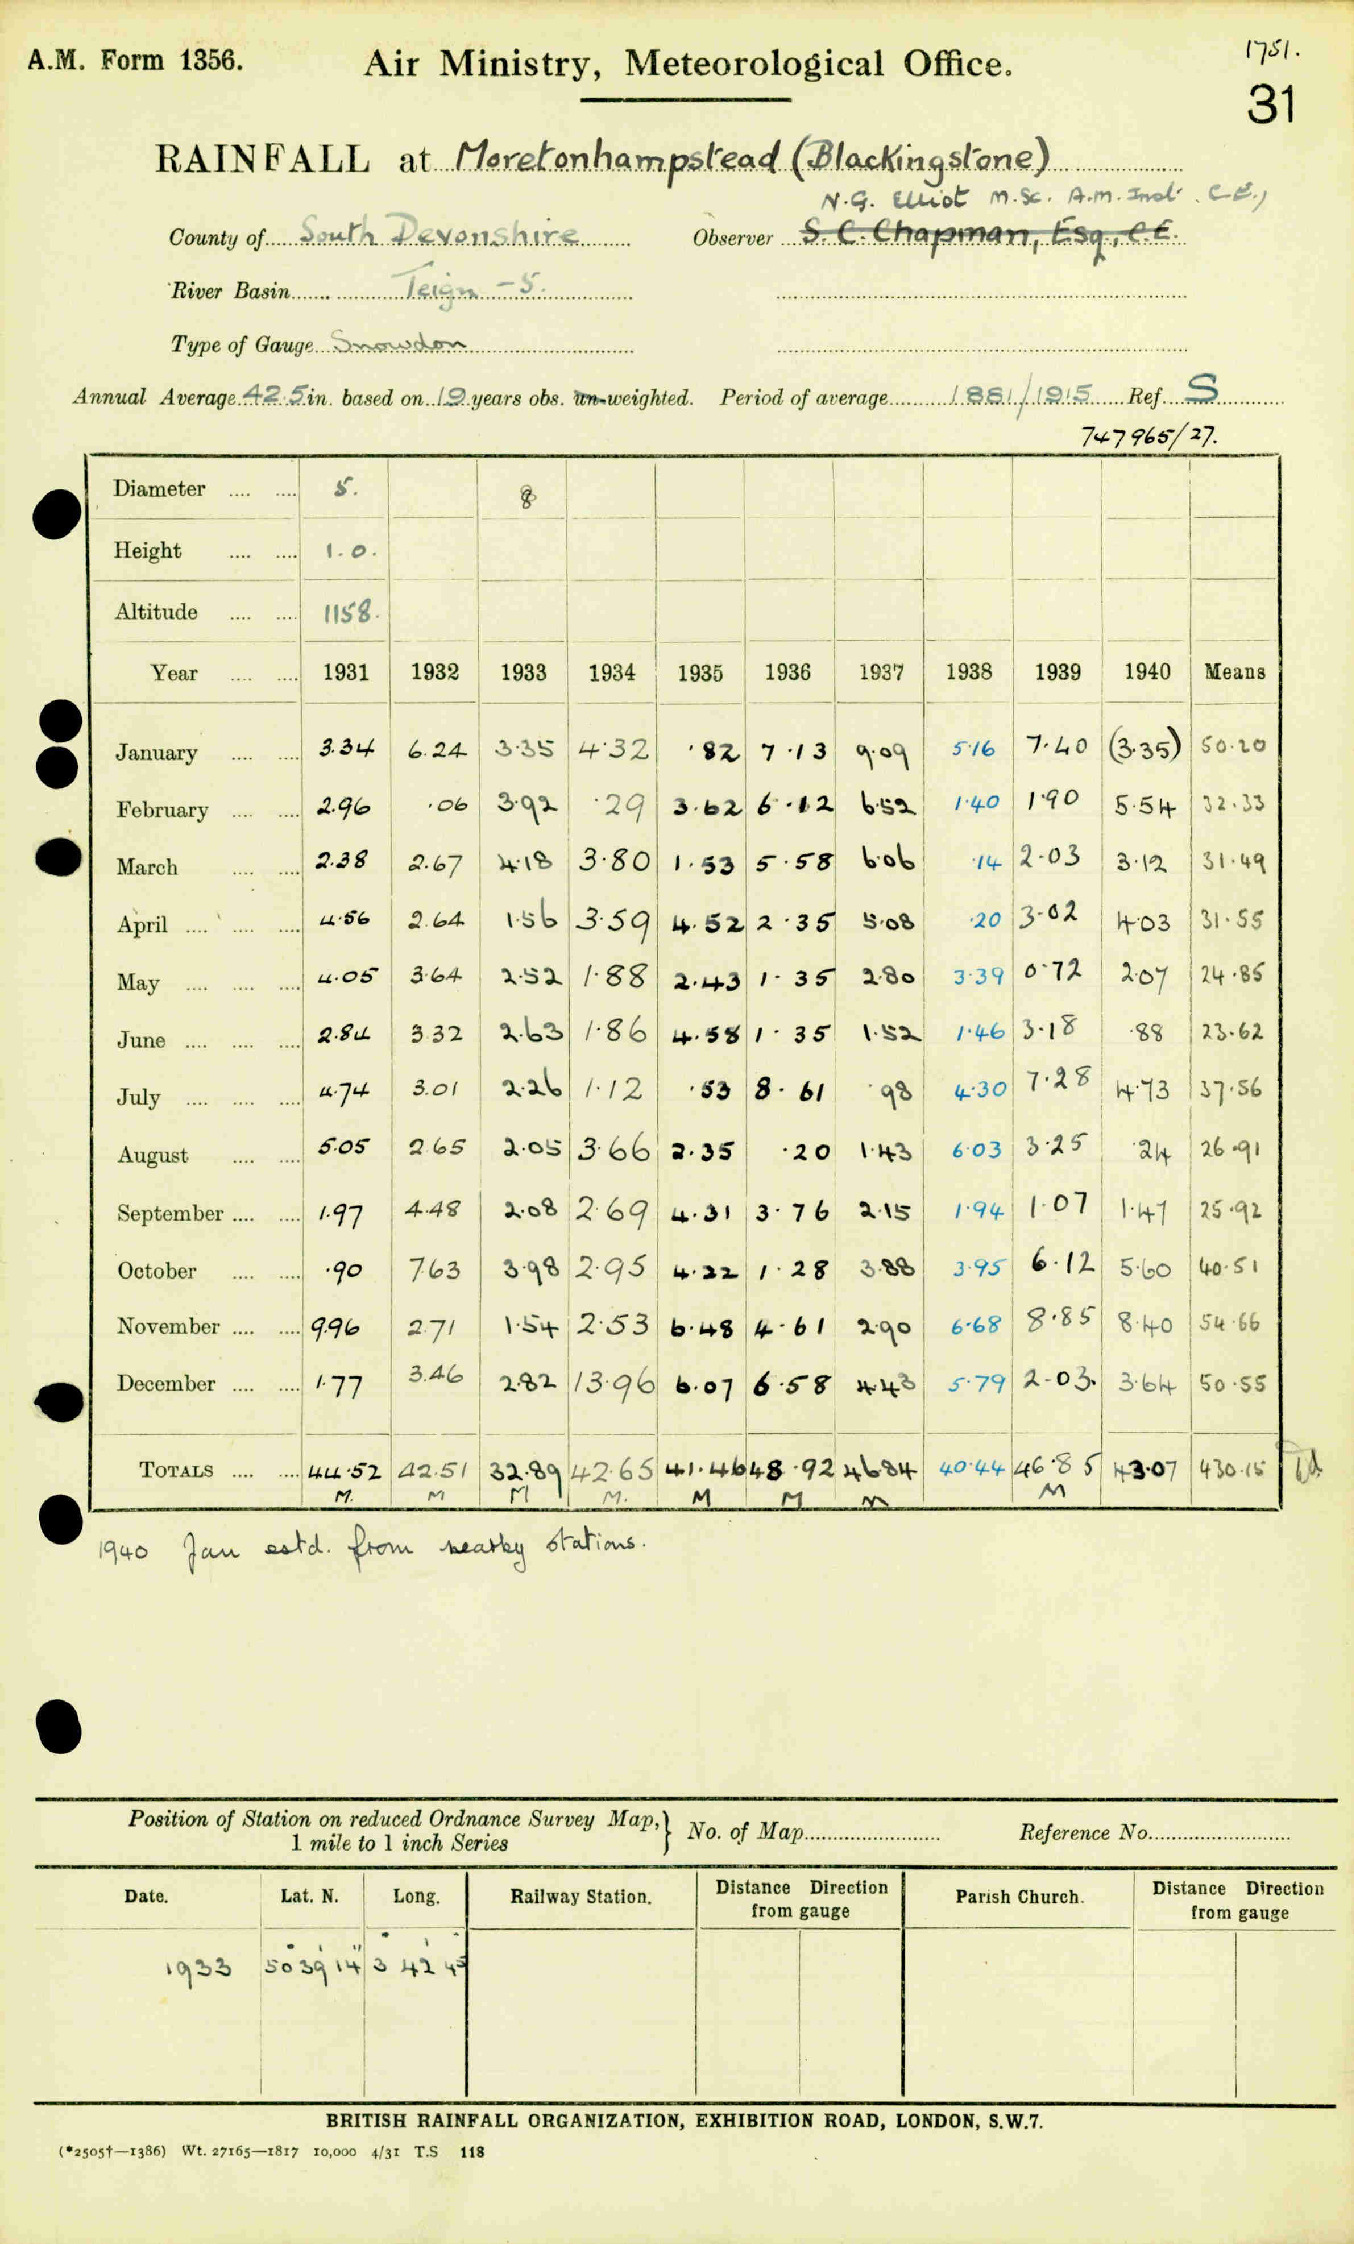 1751.
A.M. Form 1356. Air Ministry, Meteorological Office.
31
RAINFALL at Moretonhampstead (Blackingstone)
N.G. Elliot M.Sc. A.M. Inst. C.E.,
County of South Devonshire Observer S. C. Chapman, Esq., C.E.
River Basin Teign - 5.
Type of Gauge Snowdon
Annual Average 42.5 in. based on 19 years obs. un-weighted. Period of average 1881/1915 Ref. S
747965/27.
Diameter .... .... 5. 8
Height .... .... 1.0.
Altitude .... .... 1158.
Year .... .... 1931 1932 1933 1934 1935 1936 1937 1938 1939 1940 Means
January .... .... 3.34 6.24 3.35 4.32 .82 7.13 9.09 5.16 7.40 (3.35) 50.20
February .... .... 2.96 .06 3.92 .29 3.62 6.12 6.52 1.40 1.90 5.54 32.33
March .... .... 2.38 2.67 4.18 3.80 1.53 5.58 6.06 .14 2.03 3.12 31.49
April .... .... .... 4.56 2.64 1.56 3.59 4.52 2.35 5.08 .20 3.02 4.03 31.55
May .... .... .... 4.05 3.64 2.52 1.88 2.43 1.35 2.80 3.39 0.72 2.07 24.85
June .... .... .... 2.84 3.32 2.63 1.86 4.58 1.35 1.52 1.46 3.18 .88 23.62
July .... .... .... 4.74 3.01 2.26 1.12 .53 8.61 .98 4.30 7.28 4.73 37.56
August .... .... 5.05 2.65 2.05 3.66 2.35 .20 1.43 6.03 3.25 .24 26.91
September .... .... 1.97 4.48 2.08 2.69 4.31 3.76 2.15 1.94 1.07 1.47 25.92
October .... .... .90 7.63 3.98 2.95 4.22 1.28 3.88 3.95 6.12 5.60 40.51
November .... .... 9.96 2.71 1.54 2.53 6.48 4.61 2.90 6.68 8.85 8.40 54.66
December .... .... 1.77 3.46 2.82 13.96 6.07 6.58 4.43 5.79 2.03. 3.64 50.55
TOTALS .... .... 44.52 42.51 32.89 42.65 41.46 48.92 46.84 40.44 46.85 43.07 430.15
M. M M M. M M M M
1940 Jan estd. from nearby stations.
Position of Station on reduced Ordnance Survey Map,
1 mile to 1 inch Series } No. of Map Reference No.
Date. Lat. N. Long. Railway Station. Distance Direction from gauge Parish Church. Distance Direction from gauge
1933 50° 39' 14" 3° 42' 45"
BRITISH RAINFALL ORGANIZATION, EXHIBITION ROAD, LONDON, S.W.7.
(*2505†—1386) Wt. 27165—1817 10,000 4/31 T.S 118